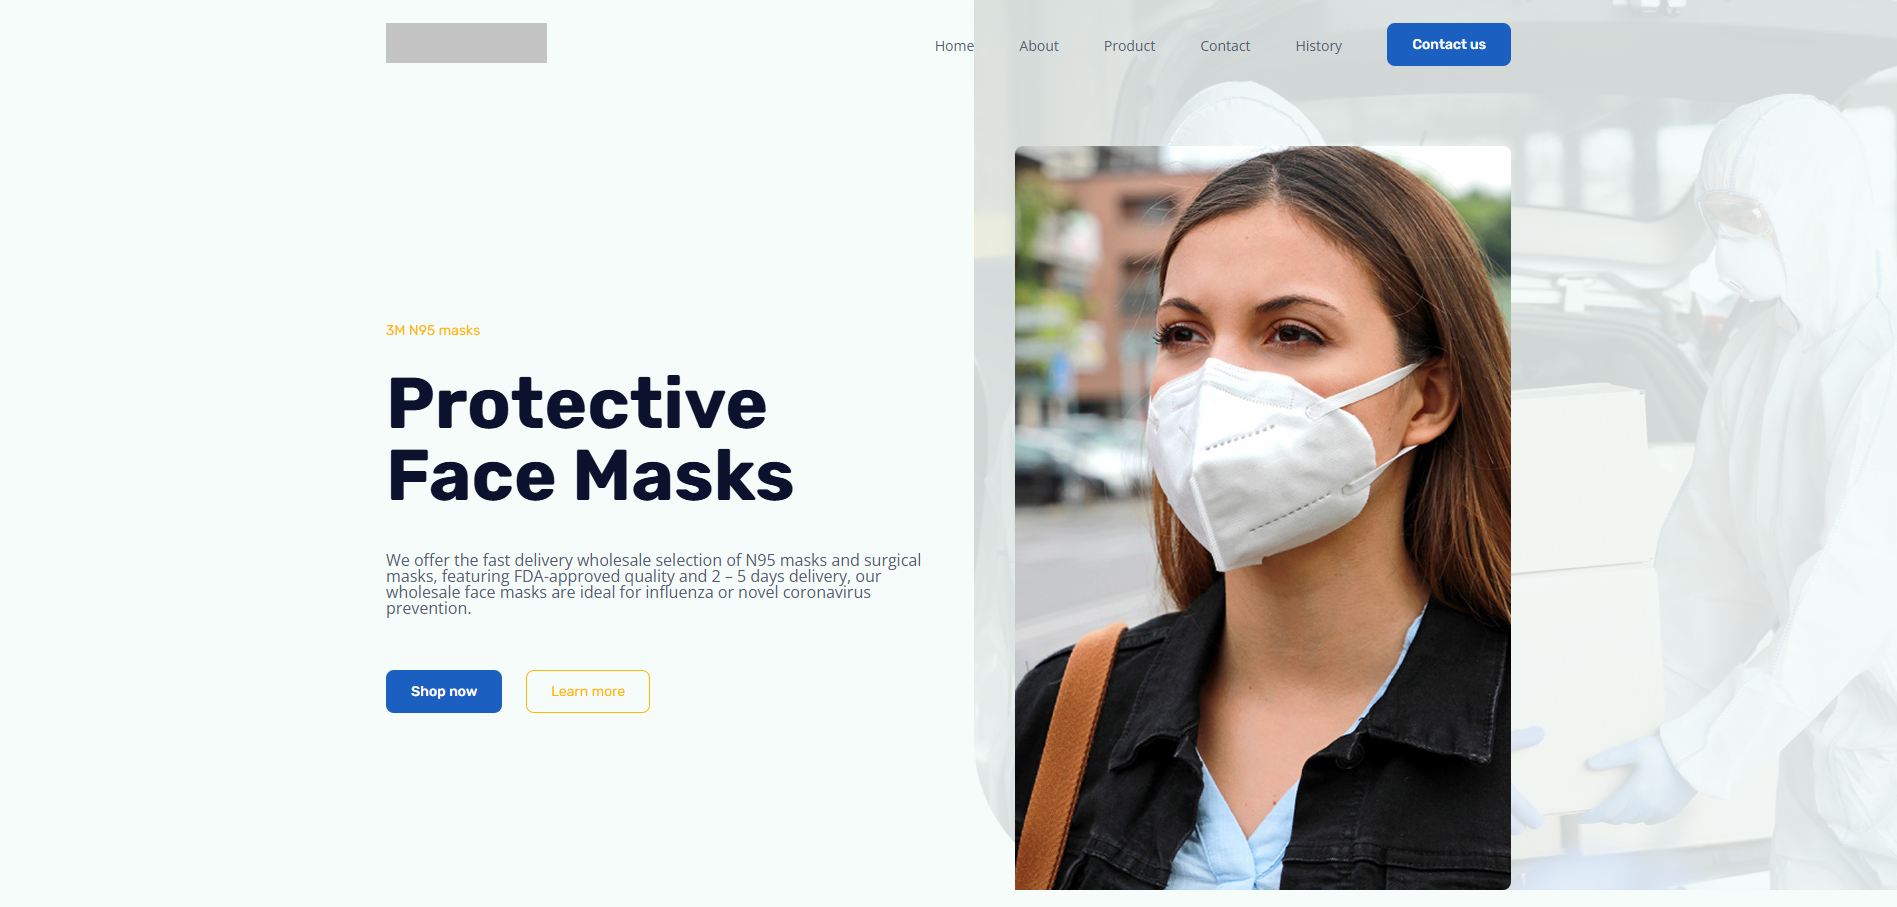 Home About Product Contact History Contact us
3M N95 masks
Protective
Face Masks
We offer the fast delivery wholesale selection of N95 masks and surgical
masks, featuring FDA-approved quality and 2 – 5 days delivery, our
wholesale face masks are ideal for influenza or novel coronavirus
prevention.
Shop now Learn more